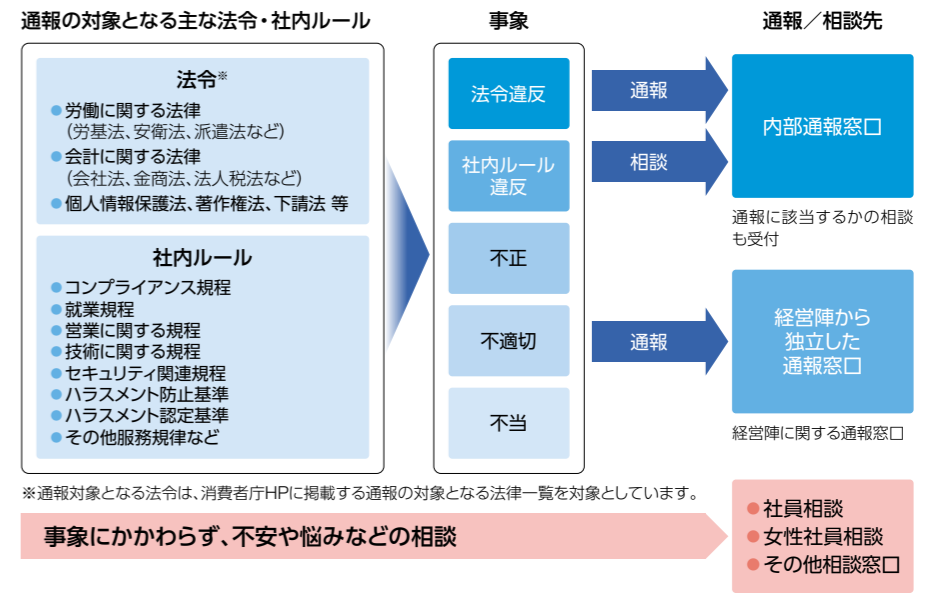 通報の対象となる主な法令・社内ルール
法令※
●労働に関する法律
(労基法、安衛法、派遣法など)
●会計に関する法律
(会社法、金商法、法人税法など)
●個人情報保護法、著作権法、下請法 等
社内ルール
●コンプライアンス規程
●就業規程
●営業に関する規程
●技術に関する規程
●セキュリティ関連規程
●ハラスメント防止基準
●ハラスメント認定基準
●その他服務規律など
事象
法令違反
社内ルール
違反
不正
不適切
不当
通報
相談
通報
通報／相談先
内部通報窓口
通報に該当するかの相談
も受付
経営陣から
独立した
通報窓口
経営陣に関する通報窓口
※通報対象となる法令は、消費者庁HPに掲載する通報の対象となる法律一覧を対象としています。
事象にかかわらず、不安や悩みなどの相談
●社員相談
●女性社員相談
●その他相談窓口